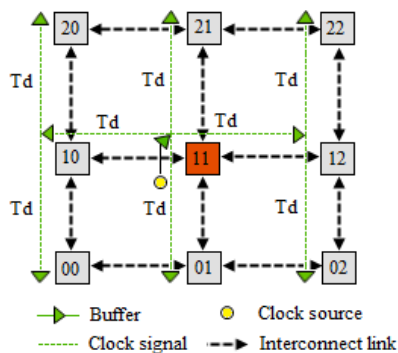 20 21 22
Td Td Td
Td Td
10 11 12
Td Td Td
00 01 02
Buffer Clock source
Clock signal Interconnect link